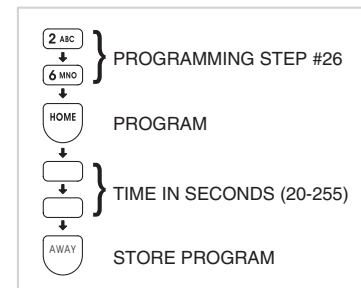 2 ABC
6 MNO
PROGRAMMING STEP #26
HOME
PROGRAM
TIME IN SECONDS (20-255)
AWAY
STORE PROGRAM